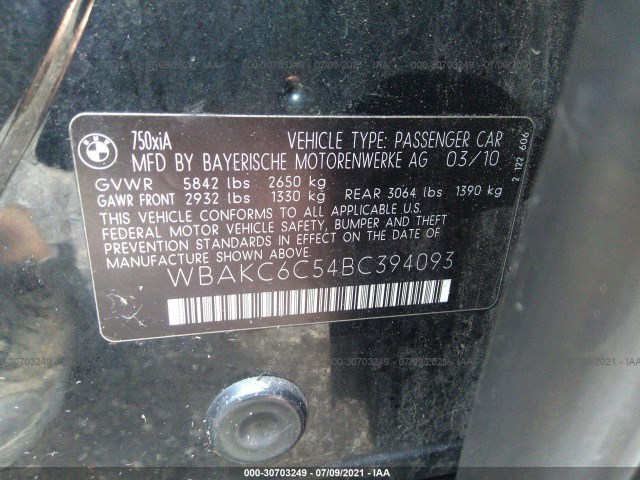 BMW
750xiA
VEHICLE TYPE: PASSENGER CAR
MFD BY BAYERISCHE MOTORENWERKE AG 03/10
GVWR 5842 lbs 2650 kg
GAWR FRONT 2932 lbs 1330 kg REAR 3064 lbs 1390 kg
THIS VEHICLE CONFORMS TO ALL APPLICABLE U.S.
FEDERAL MOTOR VEHICLE SAFETY, BUMPER AND THEFT
PREVENTION STANDARDS IN EFFECT ON THE DATE OF
MANUFACTURE SHOWN ABOVE.
WBAKC6C54BC394093
000-30703249 - 07/09/2021 - IAA